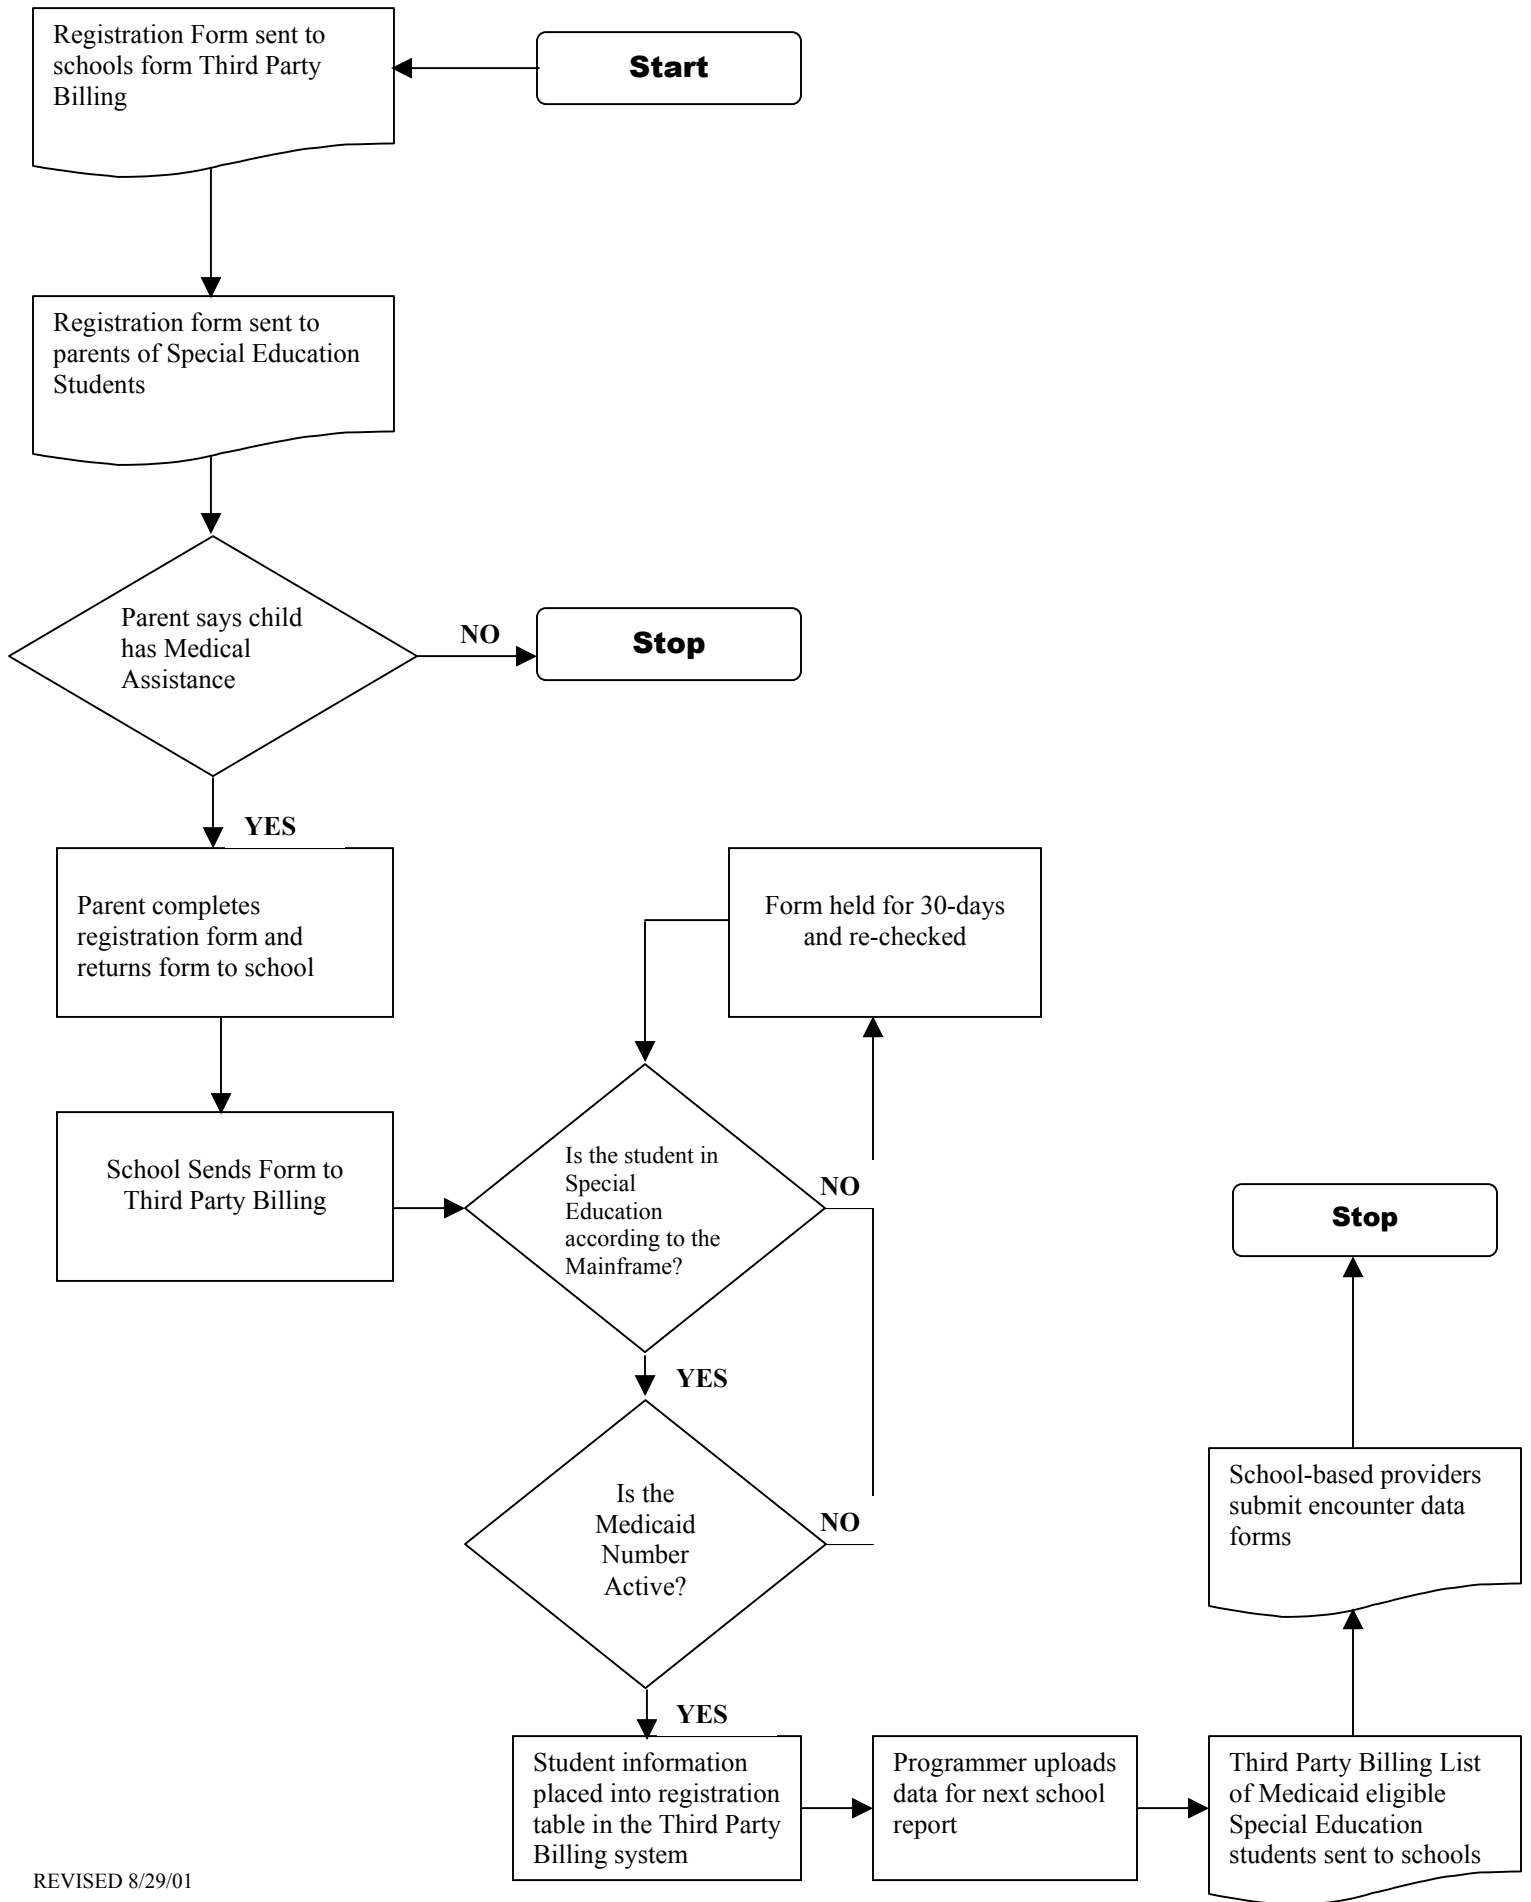 Registration Form sent to
schools form Third Party
Billing
Start
Registration form sent to
parents of Special Education
Students
Parent says child
has Medical
Assistance
NO
Stop
YES
Parent completes
registration form and
returns form to school
Form held for 30-days
and re-checked
School Sends Form to
Third Party Billing
Is the student in
Special
Education
according to the
Mainframe?
NO
YES
Is the
Medicaid
Number
Active?
NO
YES
Student information
placed into registration
table in the Third Party
Billing system
Programmer uploads
data for next school
report
Third Party Billing List
of Medicaid eligible
Special Education
students sent to schools
School-based providers
submit encounter data
forms
Stop
REVISED 8/29/01